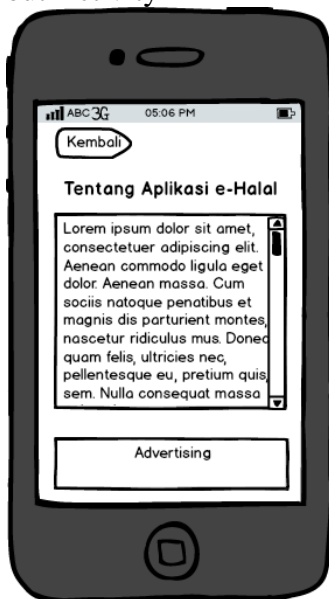 ABC 3G 05:06 PM
Kembali
Tentang Aplikasi e-Halal
Lorem ipsum dolor sit amet,
consectetuer adipiscing elit.
Aenean commodo ligula eget
dolor. Aenean massa. Cum
sociis natoque penatibus et
magnis dis parturient montes,
nascetur ridiculus mus. Donec
quam felis, ultricies nec,
pellentesque eu, pretium quis,
sem. Nulla consequat massa
Advertising